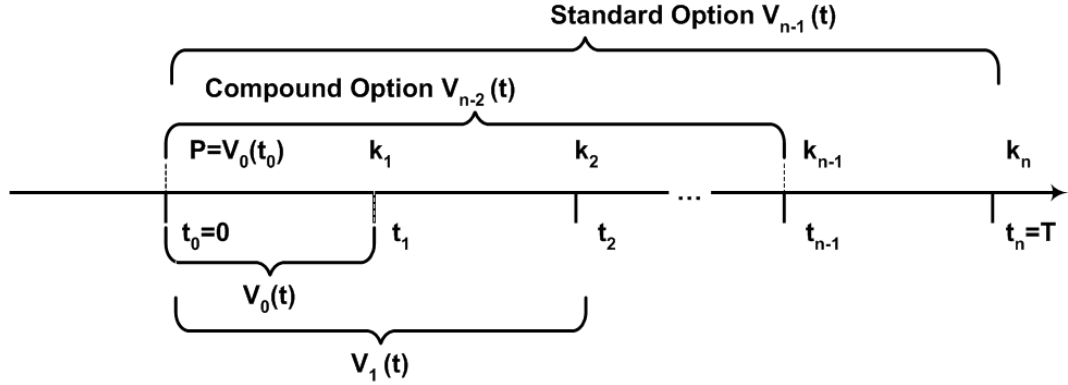 Standard Option V_{n-1}(t)
Compound Option V_{n-2}(t)
P=V_0(t_0) k_1 k_2 k_{n-1} k_n
...
t_0=0 t_1 t_2 t_{n-1} t_n=T
V_0(t)
V_1(t)